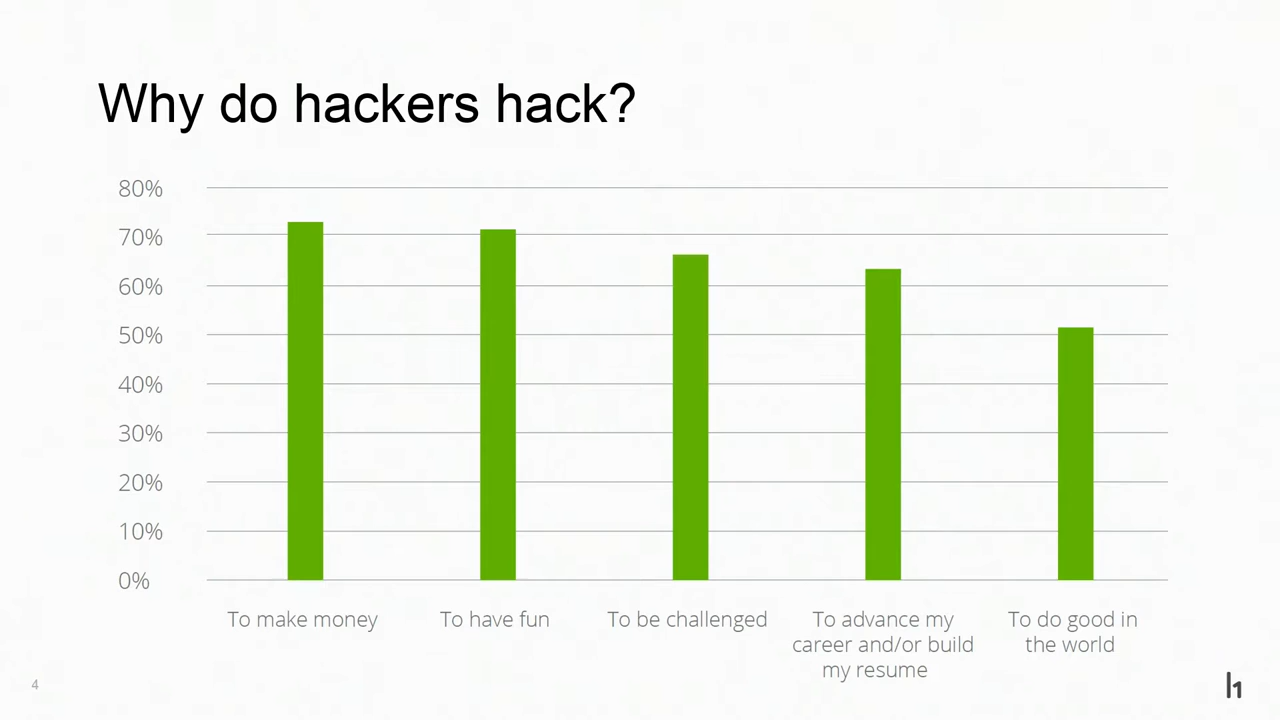 Why do hackers hack?
80%
70%
60%
50%
40%
30%
20%
10%
0%
To make money
To have fun
To be challenged
To advance my
career and/or build
my resume
To do good in
the world
4
l1